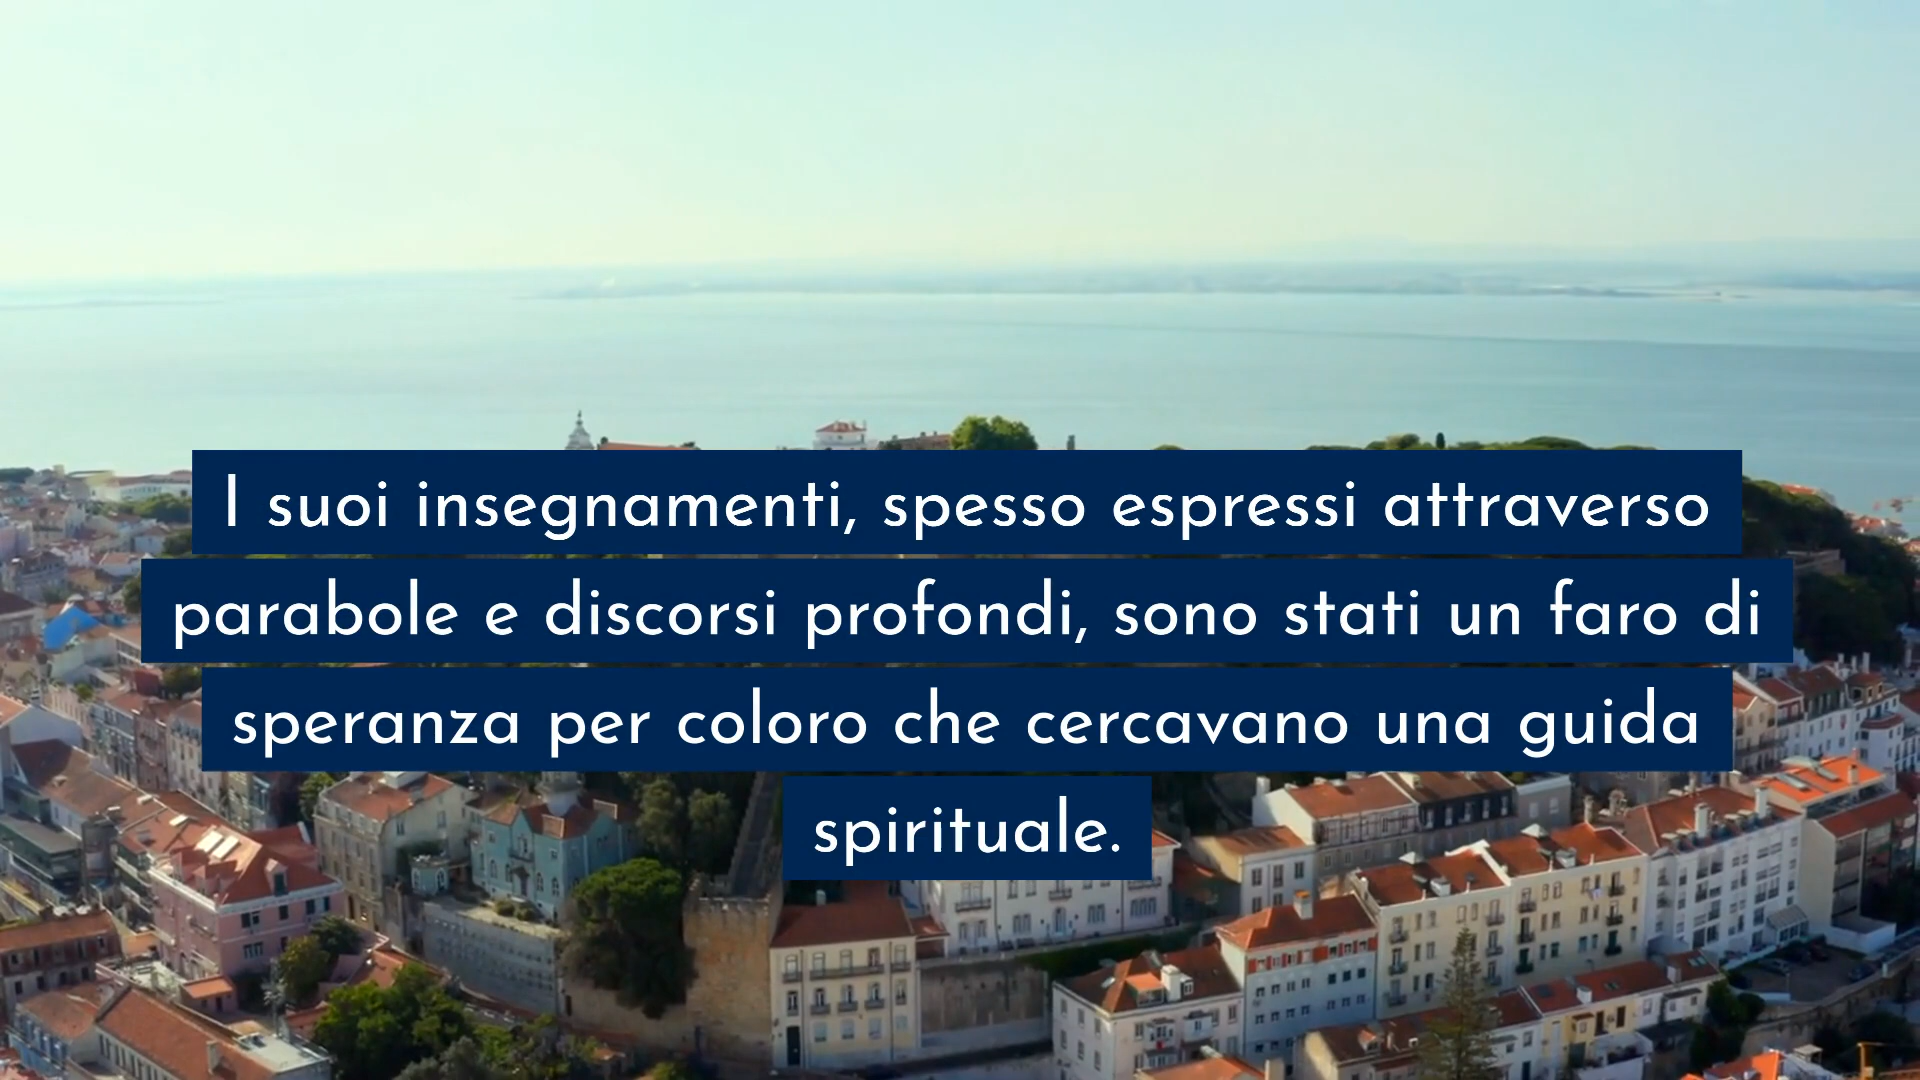 I suoi insegnamenti, spesso espressi attraverso
parabole e discorsi profondi, sono stati un faro di
speranza per coloro che cercavano una guida
spirituale.